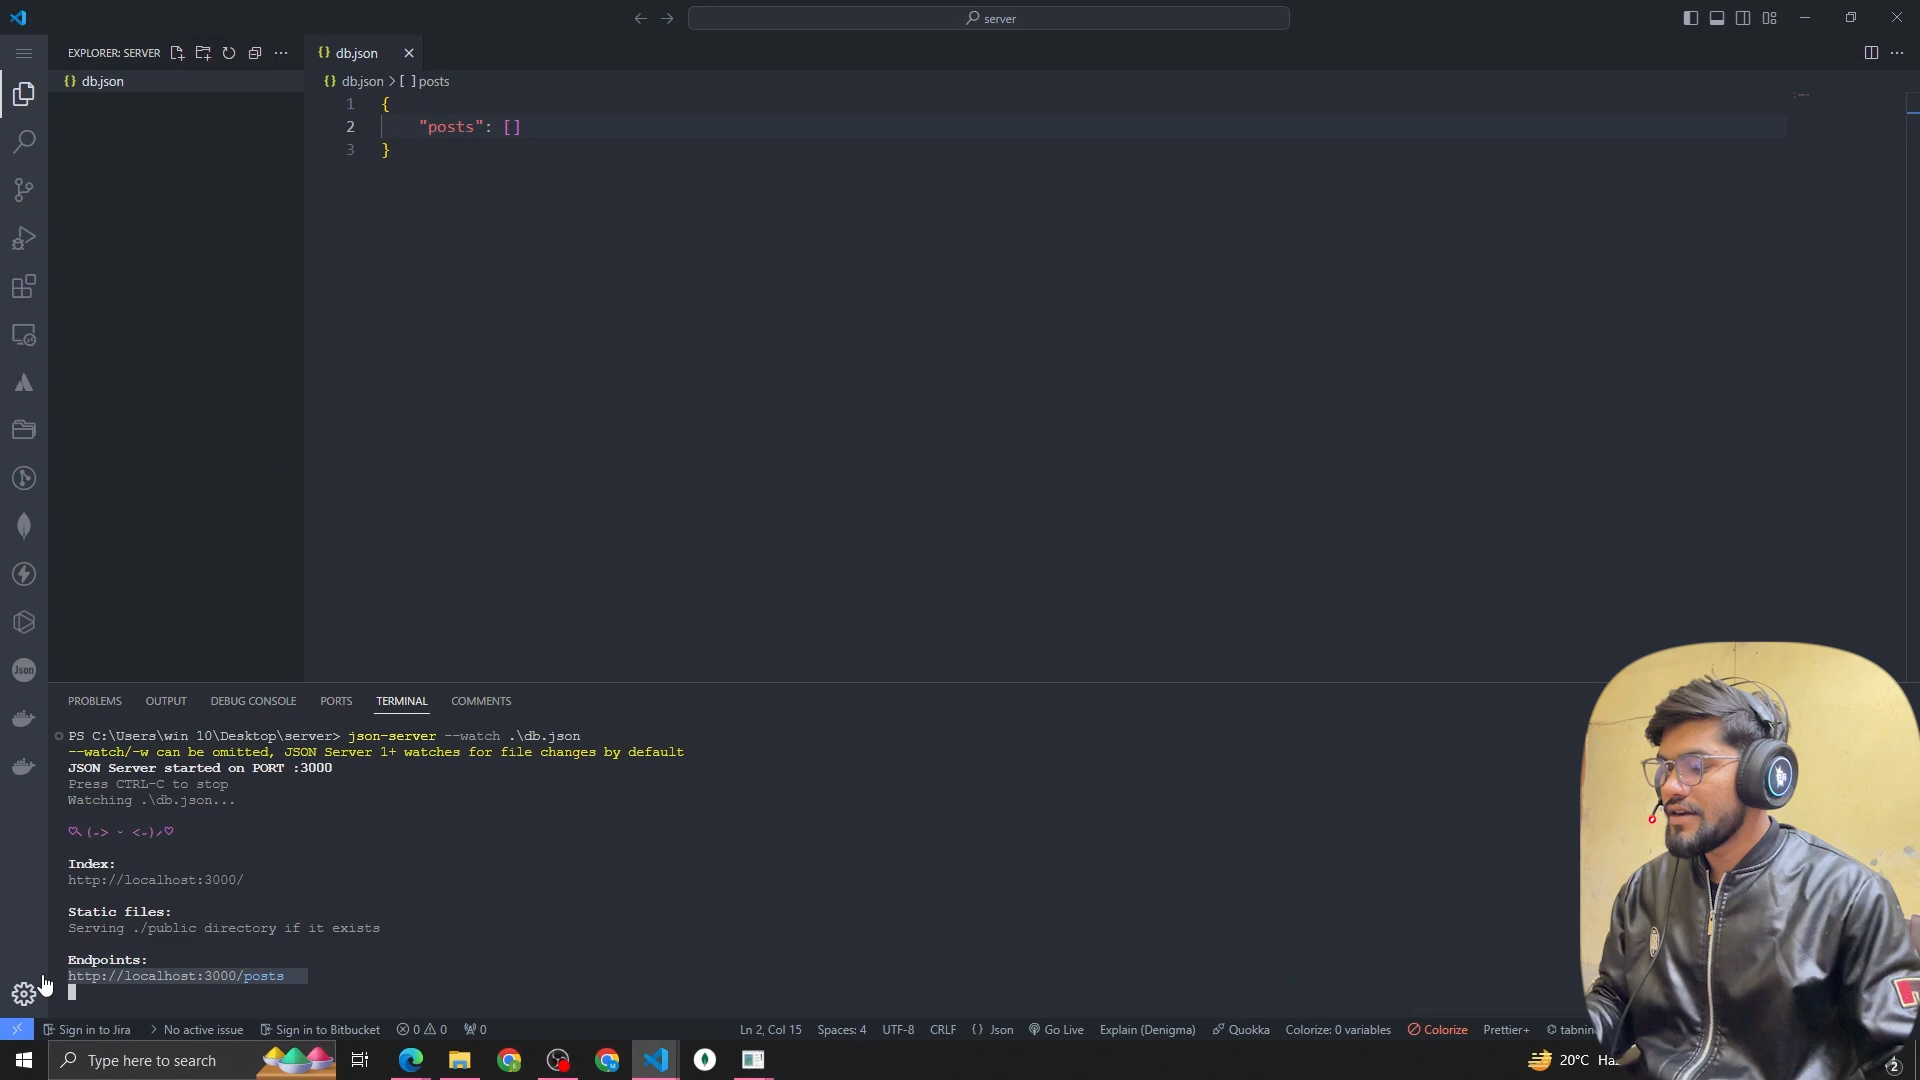 server
EXPLORER: SERVER
db.json
db.json
db.json > [ ] posts
1 {
2 "posts": []
3 }
PROBLEMS OUTPUT DEBUG CONSOLE PORTS TERMINAL COMMENTS
PS C:\Users\win 10\Desktop\server> json-server --watch .\db.json
--watch/-w can be omitted, JSON Server 1+ watches for file changes by default
JSON Server started on PORT :3000
Press CTRL-C to stop
Watching .\db.json...
♡⸜(˶˃ ᵕ ˂˶)⸝♡
Index:
http://localhost:3000/
Static files:
Serving ./public directory if it exists
Endpoints:
http://localhost:3000/posts
Json
Sign in to Jira > No active issue Sign in to Bitbucket 0 0 0 Ln 2, Col 15 Spaces: 4 UTF-8 CRLF {} Json Go Live Explain (Denigma) Quokka Colorize: 0 variables Colorize Prettier+
Type here to search 20°C 2